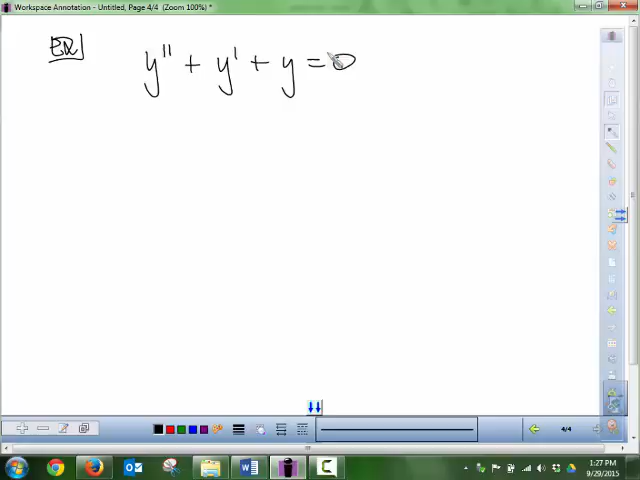 Workspace Annotation - Untitled, Page 4/4 (Zoom 100%) *
EX
y'' + y' + y = 0
4/4
1:27 PM
9/29/2015